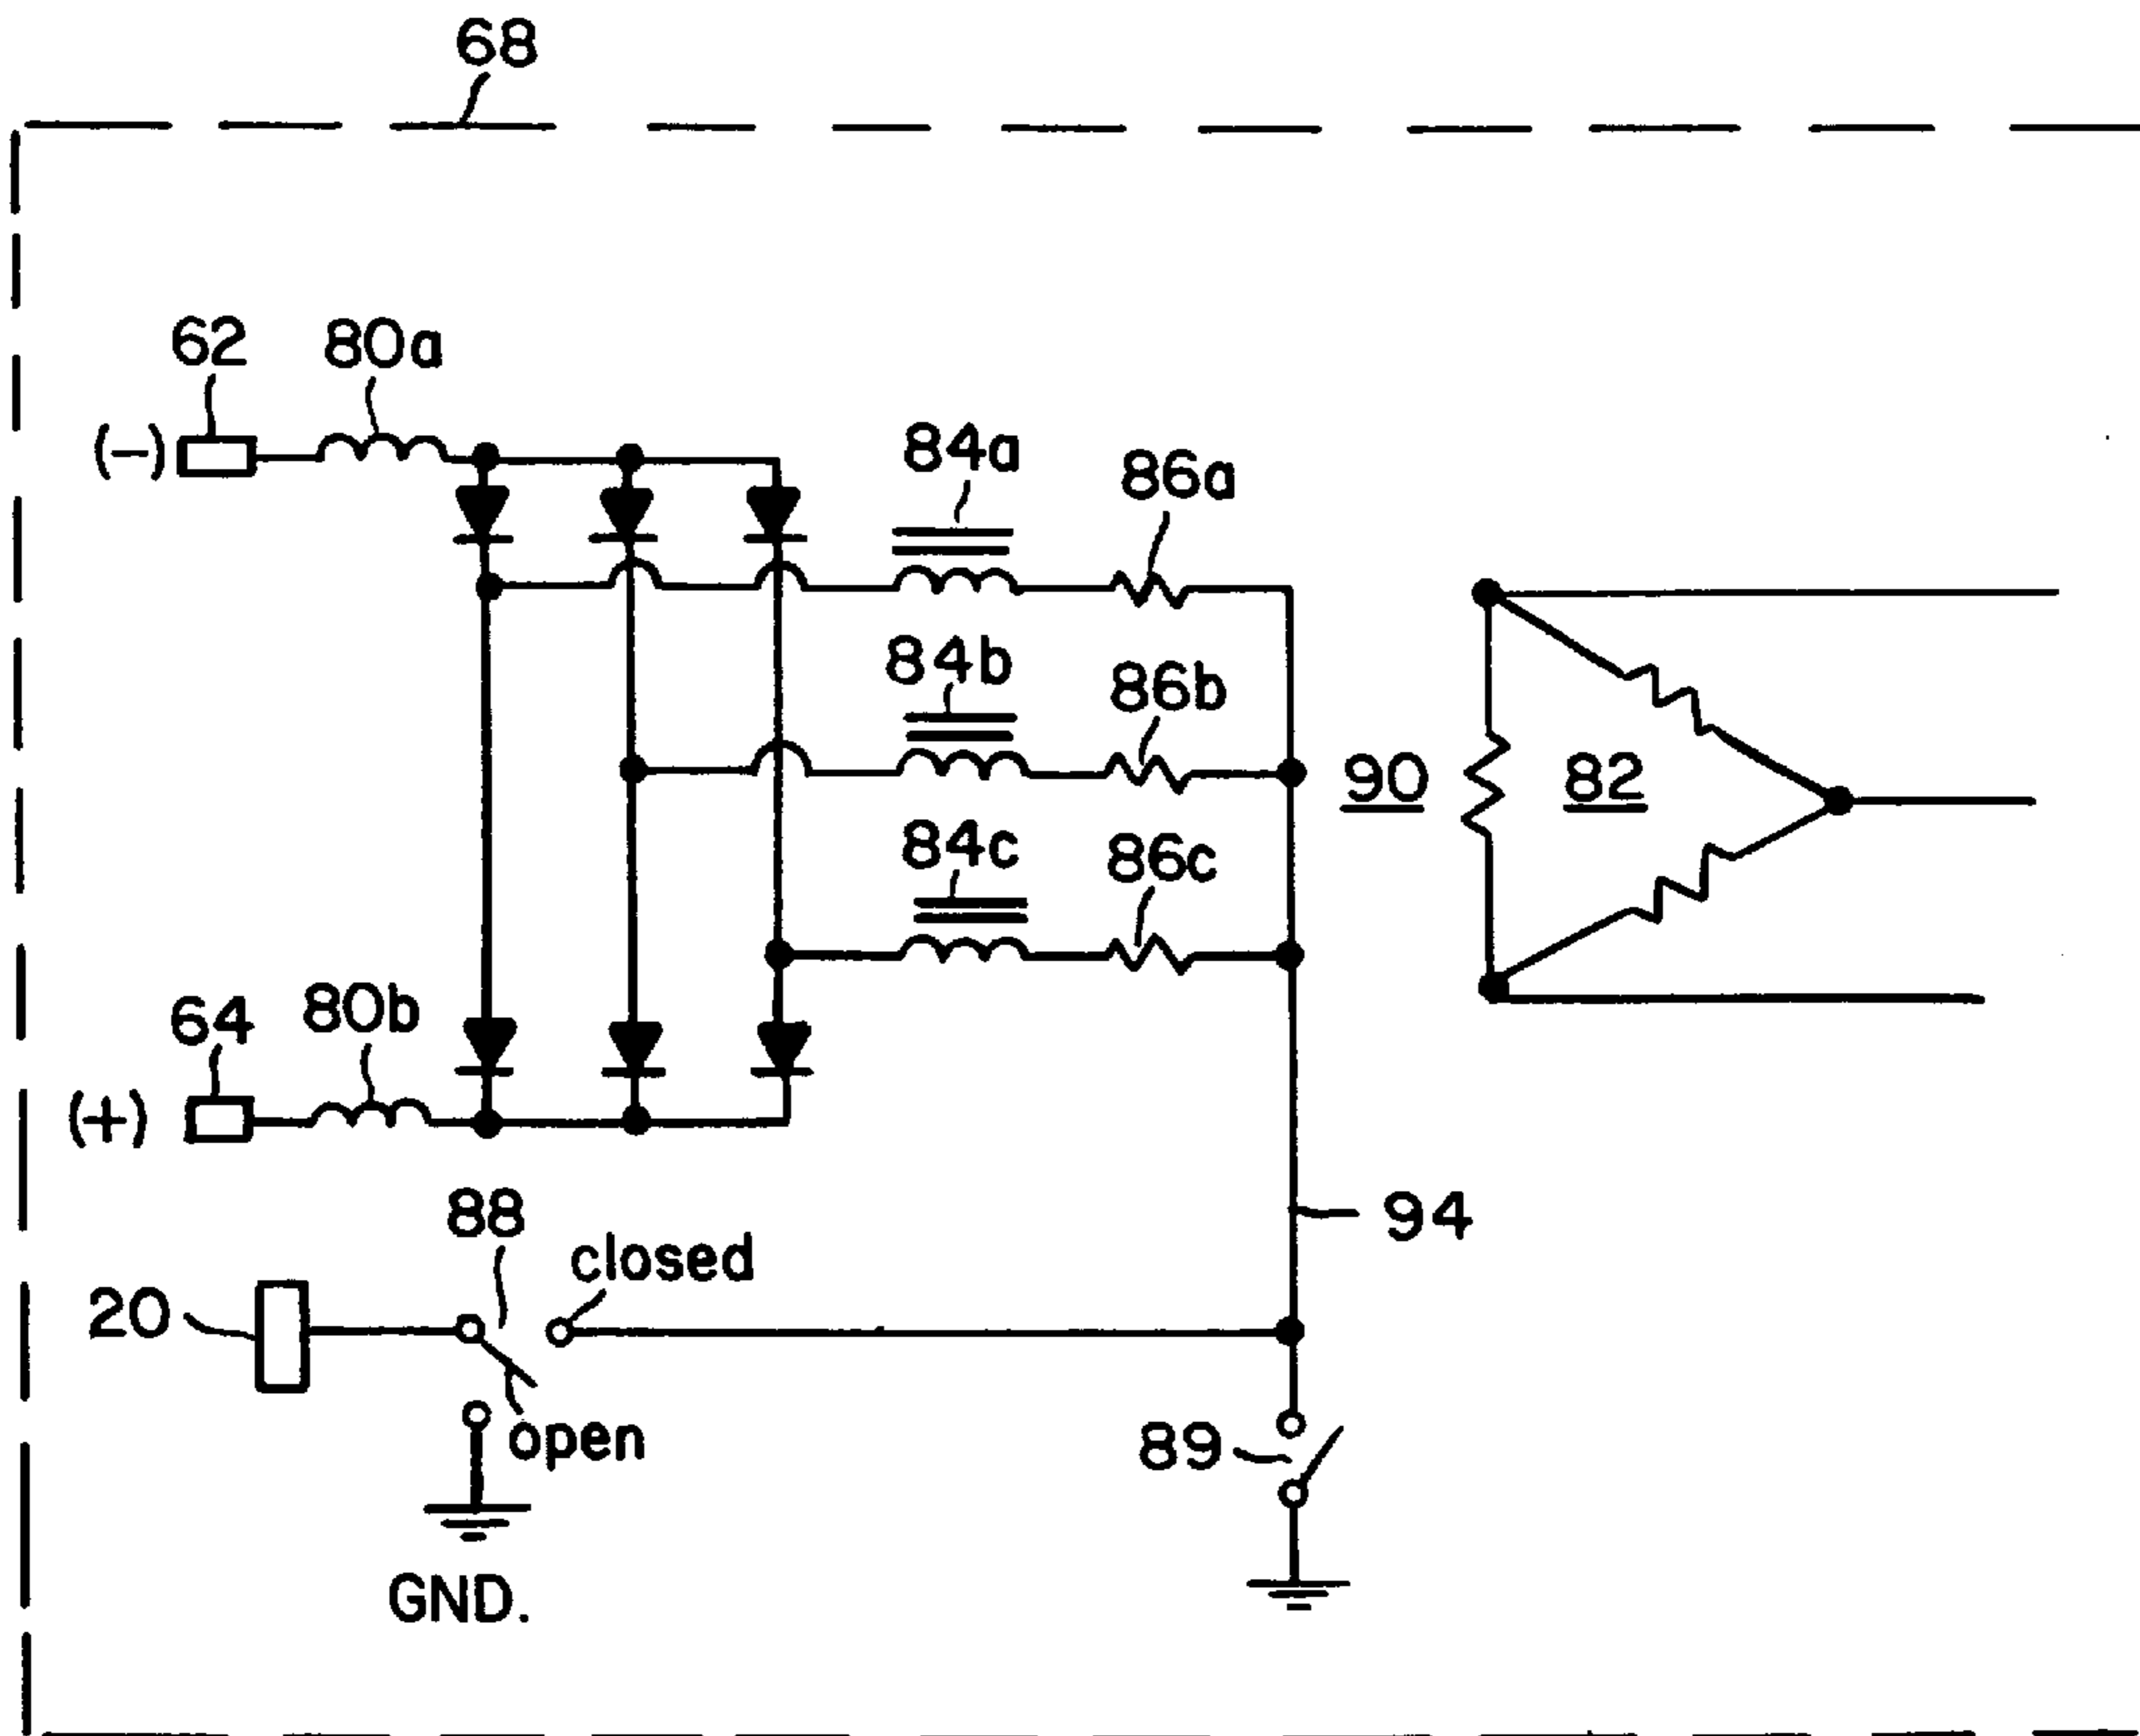 68
62 80a
(-)
84a
86a
84b
86b
90 82
84c 86c
64 80b
(+)
88
closed
94
20
open
89
GND.